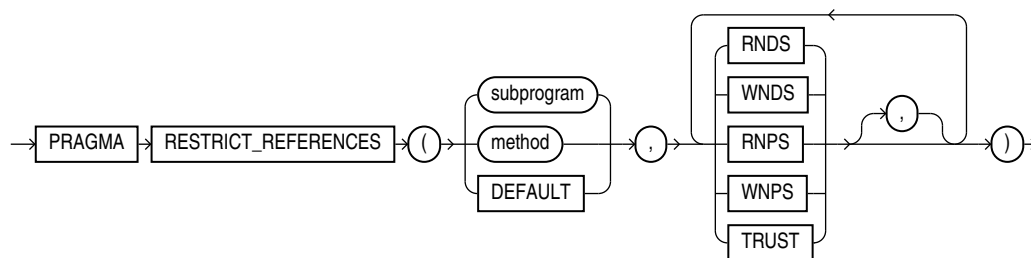 RNDS
subprogram
WNDS
,
PRAGMA RESTRICT_REFERENCES ( method , RNPS )
DEFAULT
WNPS
TRUST